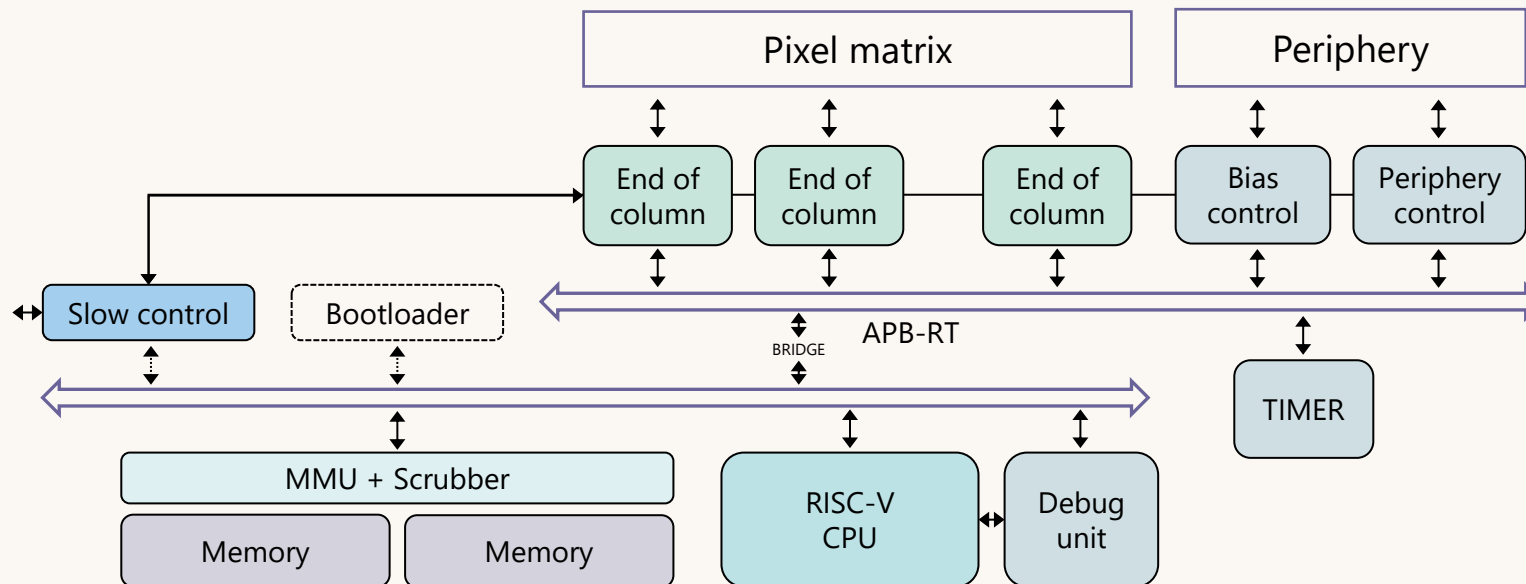 Pixel matrix
Periphery
End of
column
End of
column
End of
column
Bias
control
Periphery
control
Slow control
Bootloader
APB-RT
BRIDGE
TIMER
MMU + Scrubber
Memory
Memory
RISC-V
CPU
Debug
unit